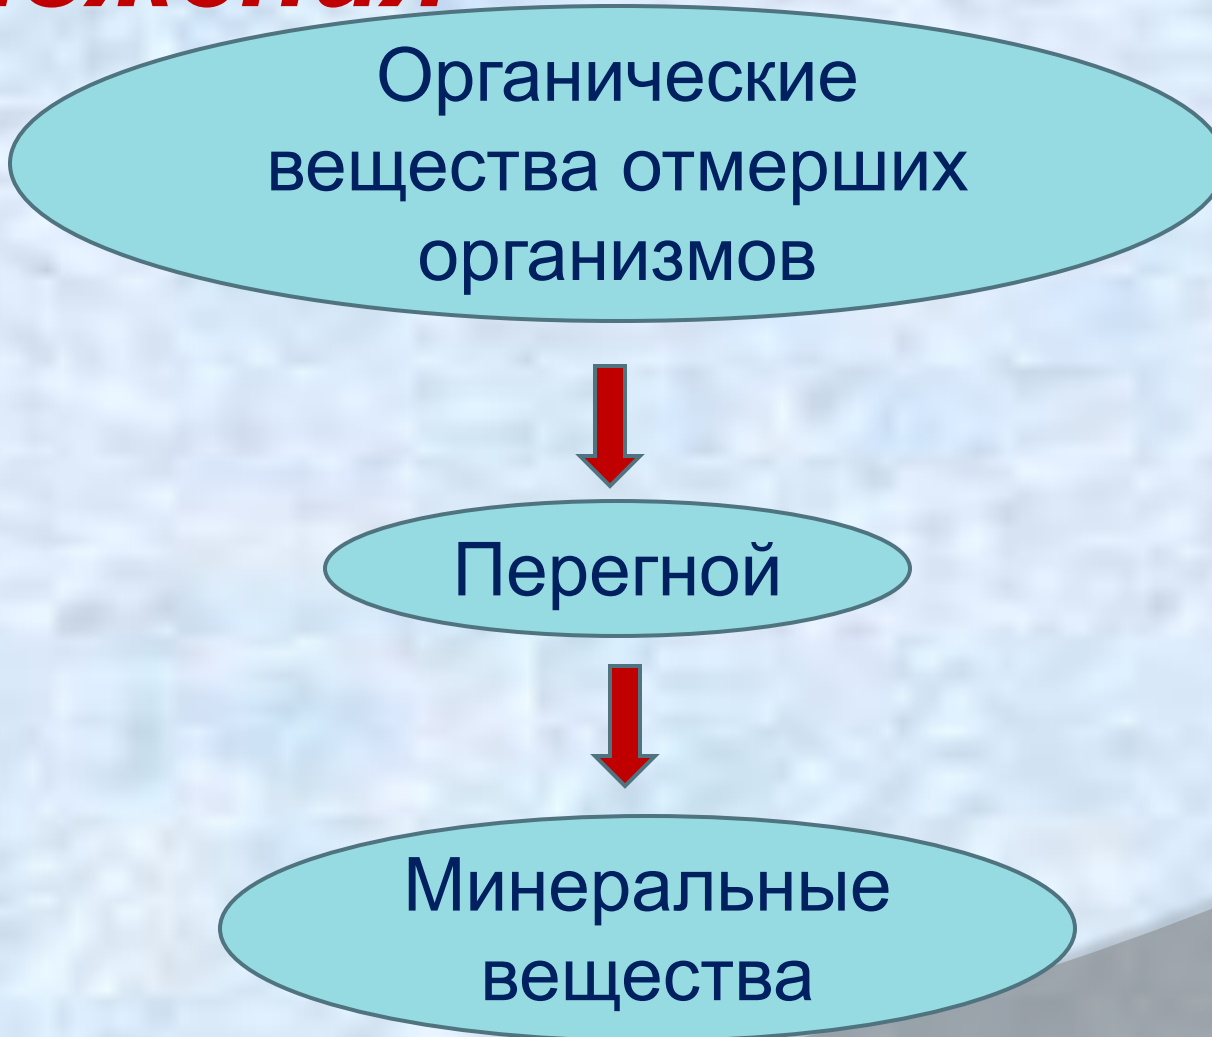 Органические
вещества отмерших
организмов
Перегной
Минеральные
вещества